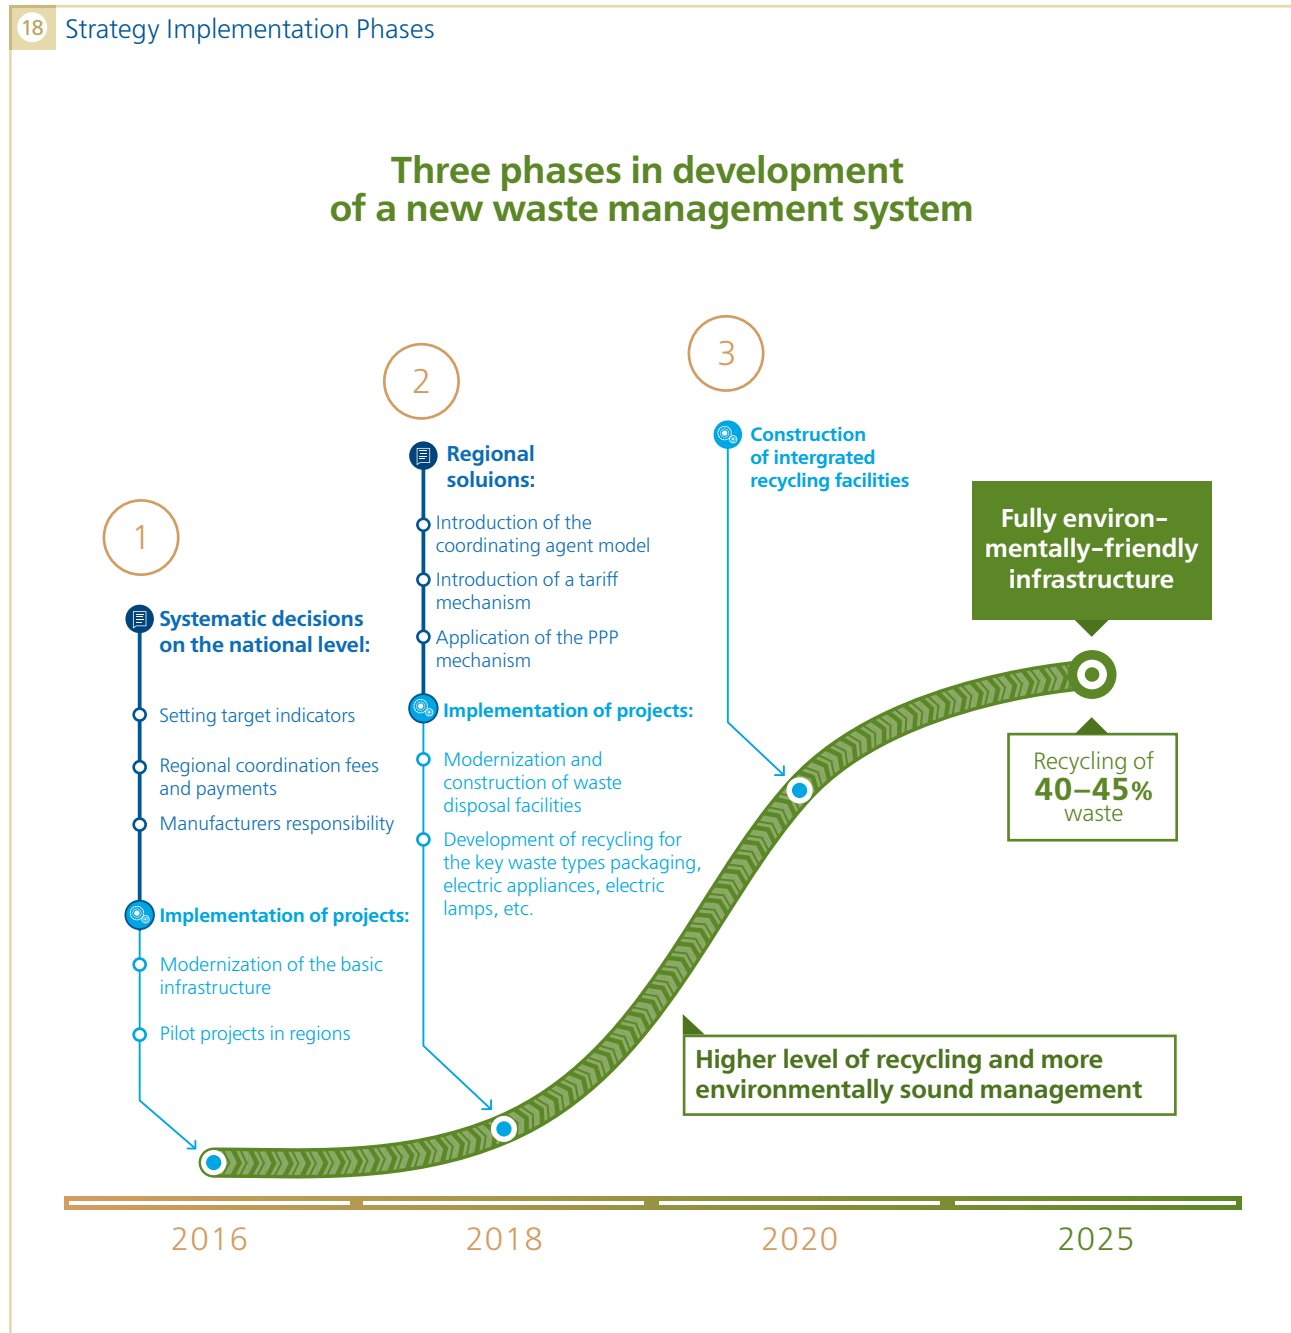 18 Strategy Implementation Phases
Three phases in development
of a new waste management system
1
Systematic decisions
on the national level:
Setting target indicators
Regional coordination fees
and payments
Manufacturers responsibility
Implementation of projects:
Modernization of the basic
infrastructure
Pilot projects in regions
2
Regional
soluions:
Introduction of the
coordinating agent model
Introduction of a tariff
mechanism
Application of the PPP
mechanism
Implementation of projects:
Modernization and
construction of waste
disposal facilities
Development of recycling for
the key waste types packaging,
electric appliances, electric
lamps, etc.
3
Construction
of intergrated
recycling facilities
Fully environ–
mentally–friendly
infrastructure
Recycling of
40–45%
waste
Higher level of recycling and more
environmentally sound management
2016
2018
2020
2025